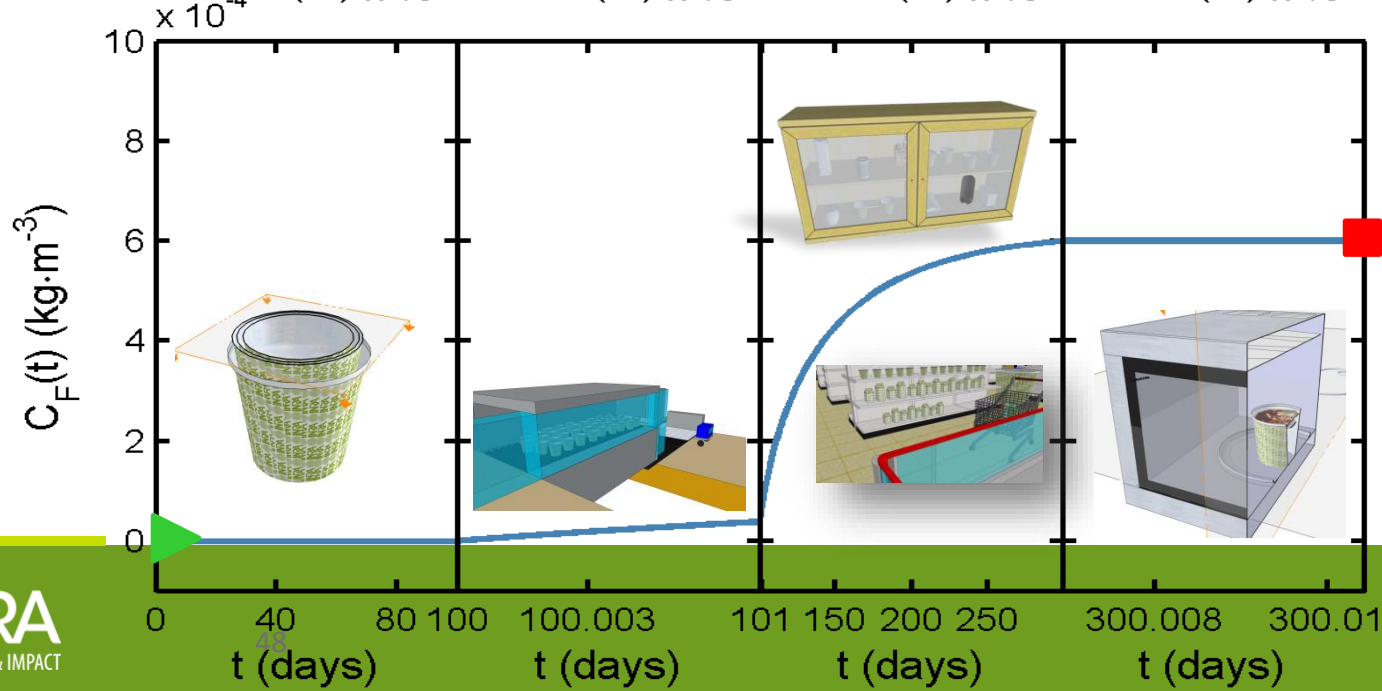 x 10⁻⁴
10
8
6
4
2
0
C_F(t) (kg·m⁻³)
0 40 80 100 100.003 101 150 200 250 300.008 300.01
48
t (days) t (days) t (days) t (days)
RA
& IMPACT